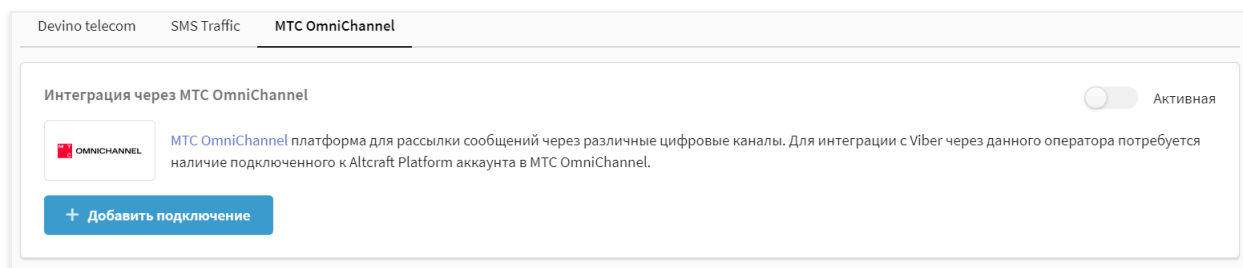 Devino telecom SMS Traffic МТС OmniChannel
Интеграция через МТС OmniChannel Активная
OMNICHANNEL
МТС OmniChannel платформа для рассылки сообщений через различные цифровые каналы. Для интеграции с Viber через данного оператора потребуется
наличие подключенного к Altcraft Platform аккаунта в МТС OmniChannel.
+ Добавить подключение